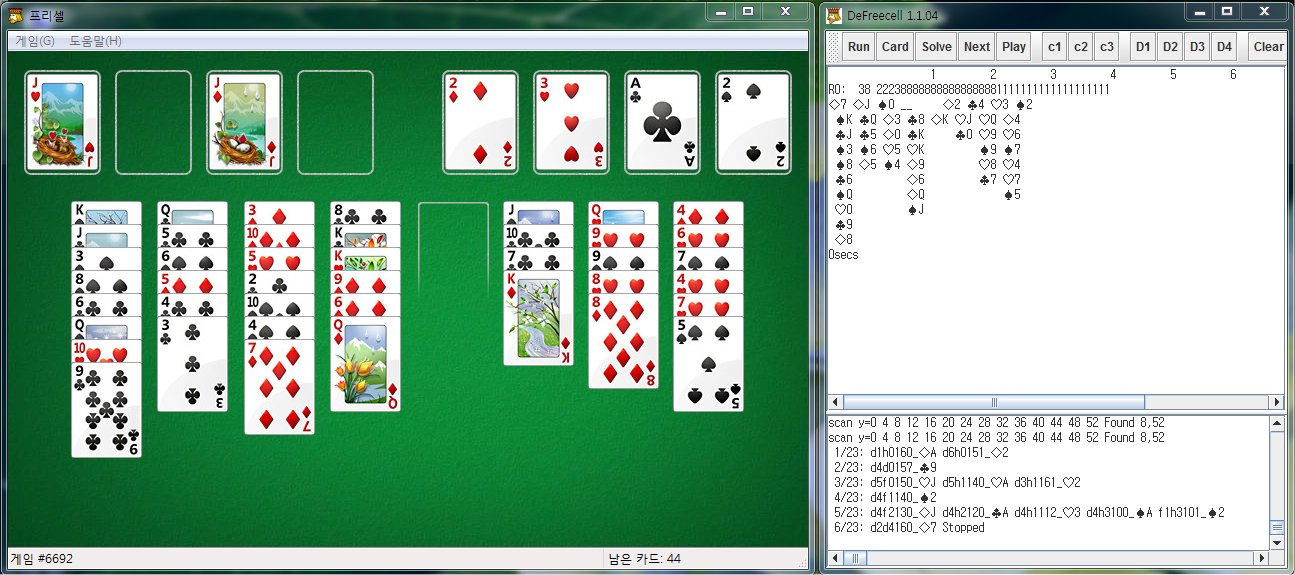 프리셀
게임(G) 도움말(H)
J J 2 3 A 2
J J 2 3 A 2
K Q 3 8 J Q 4
J 5 10 K 10 9 6
3 6 5 K 7 9 7
8 5 2 9 K 8 4
6 4 10 6 8 7
Q 3 4 Q 5
10 7
9
K 8 3 Q 5 7 9
게임 #6692 남은 카드: 44
DeFreecell 1.1.04
Run Card Solve Next Play c1 c2 c3 D1 D2 D3 D4 Clear
1 2 3 4 5 6
R0: 38 222388888888888888811111111111111111111
◇7 ◇J ♠0 __ ◇2 ♣4 ♡3 ♠2
♠K ♣Q ◇3 ♣8 ◇K ♡J ♡Q ◇4
♣J ♣5 ◇0 ♣K ♣0 ♡9 ♡6
♠3 ♠6 ♡5 ♡K ♠9 ♠7
♠8 ◇5 ♠4 ◇9 ♡8 ♡4
♣6 ◇6 ♣7 ♡7
♠Q ◇Q ♠5
♡0 ♠J
♣9
◇8
0secs
scan y=0 4 8 12 16 20 24 28 32 36 40 44 48 52 Found 8,52
scan y=0 4 8 12 16 20 24 28 32 36 40 44 48 52 Found 8,52
1/23: d1h0160_◇A d6h0151_◇2
2/23: d4d0157_♣9
3/23: d5f0150_♡J d5h1140_♡A d3h1161_♡2
4/23: d4f1140_♠2
5/23: d4f2130_◇J d4h2120_♣A d4h1112_♡3 d4h3100_♠A f1h3101_♠2
6/23: d2d4160_◇7 Stopped